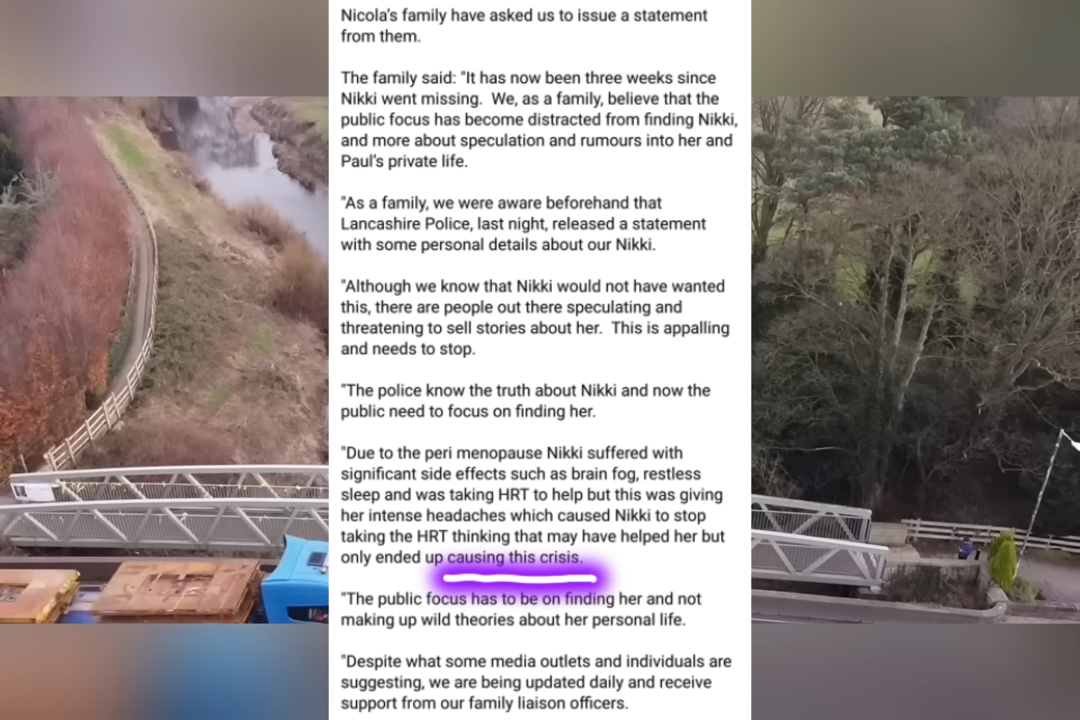 Nicola's family have asked us to issue a statement
from them.
The family said: "It has now been three weeks since
Nikki went missing.  We, as a family, believe that the
public focus has become distracted from finding Nikki,
and more about speculation and rumours into her and
Paul's private life.
"As a family, we were aware beforehand that
Lancashire Police, last night, released a statement
with some personal details about our Nikki.
"Although we know that Nikki would not have wanted
this, there are people out there speculating and
threatening to sell stories about her.  This is appalling
and needs to stop.
"The police know the truth about Nikki and now the
public need to focus on finding her.
"Due to the peri menopause Nikki suffered with
significant side effects such as brain fog, restless
sleep and was taking HRT to help but this was giving
her intense headaches which caused Nikki to stop
taking the HRT thinking that may have helped her but
only ended up causing this crisis.
"The public focus has to be on finding her and not
making up wild theories about her personal life.
"Despite what some media outlets and individuals are
suggesting, we are being updated daily and receive
support from our family liaison officers.